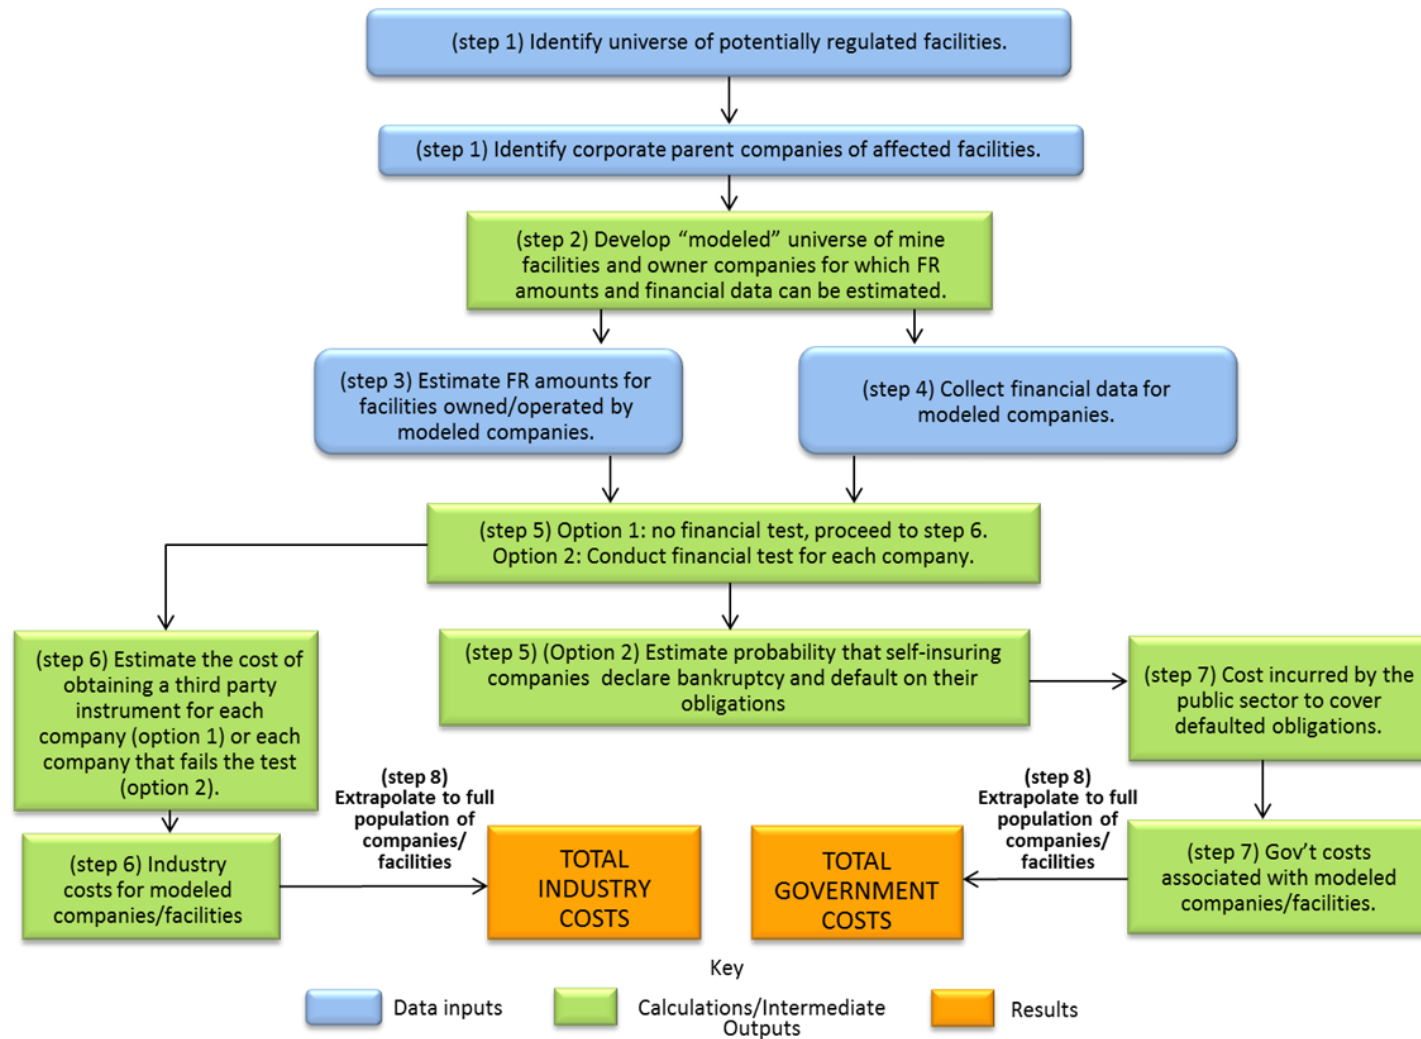 (step 1) Identify universe of potentially regulated facilities.
(step 1) Identify corporate parent companies of affected facilities.
(step 2) Develop “modeled” universe of mine
facilities and owner companies for which FR
amounts and financial data can be estimated.
(step 3) Estimate FR amounts for
facilities owned/operated by
modeled companies.
(step 4) Collect financial data for
modeled companies.
(step 5) Option 1: no financial test, proceed to step 6.
Option 2: Conduct financial test for each company.
(step 6) Estimate the cost of
obtaining a third party
instrument for each
company (option 1) or each
company that fails the test
(option 2).
(step 5) (Option 2) Estimate probability that self-insuring
companies declare bankruptcy and default on their
obligations
(step 7) Cost incurred by the
public sector to cover
defaulted obligations.
(step 8)
Extrapolate to full
population of
companies/
facilities
(step 8)
Extrapolate to full
population of
companies/
facilities
(step 6) Industry
costs for modeled
companies/facilities
TOTAL
INDUSTRY
COSTS
TOTAL
GOVERNMENT
COSTS
(step 7) Gov’t costs
associated with modeled
companies/facilities.
Key
Data inputs
Calculations/Intermediate
Outputs
Results